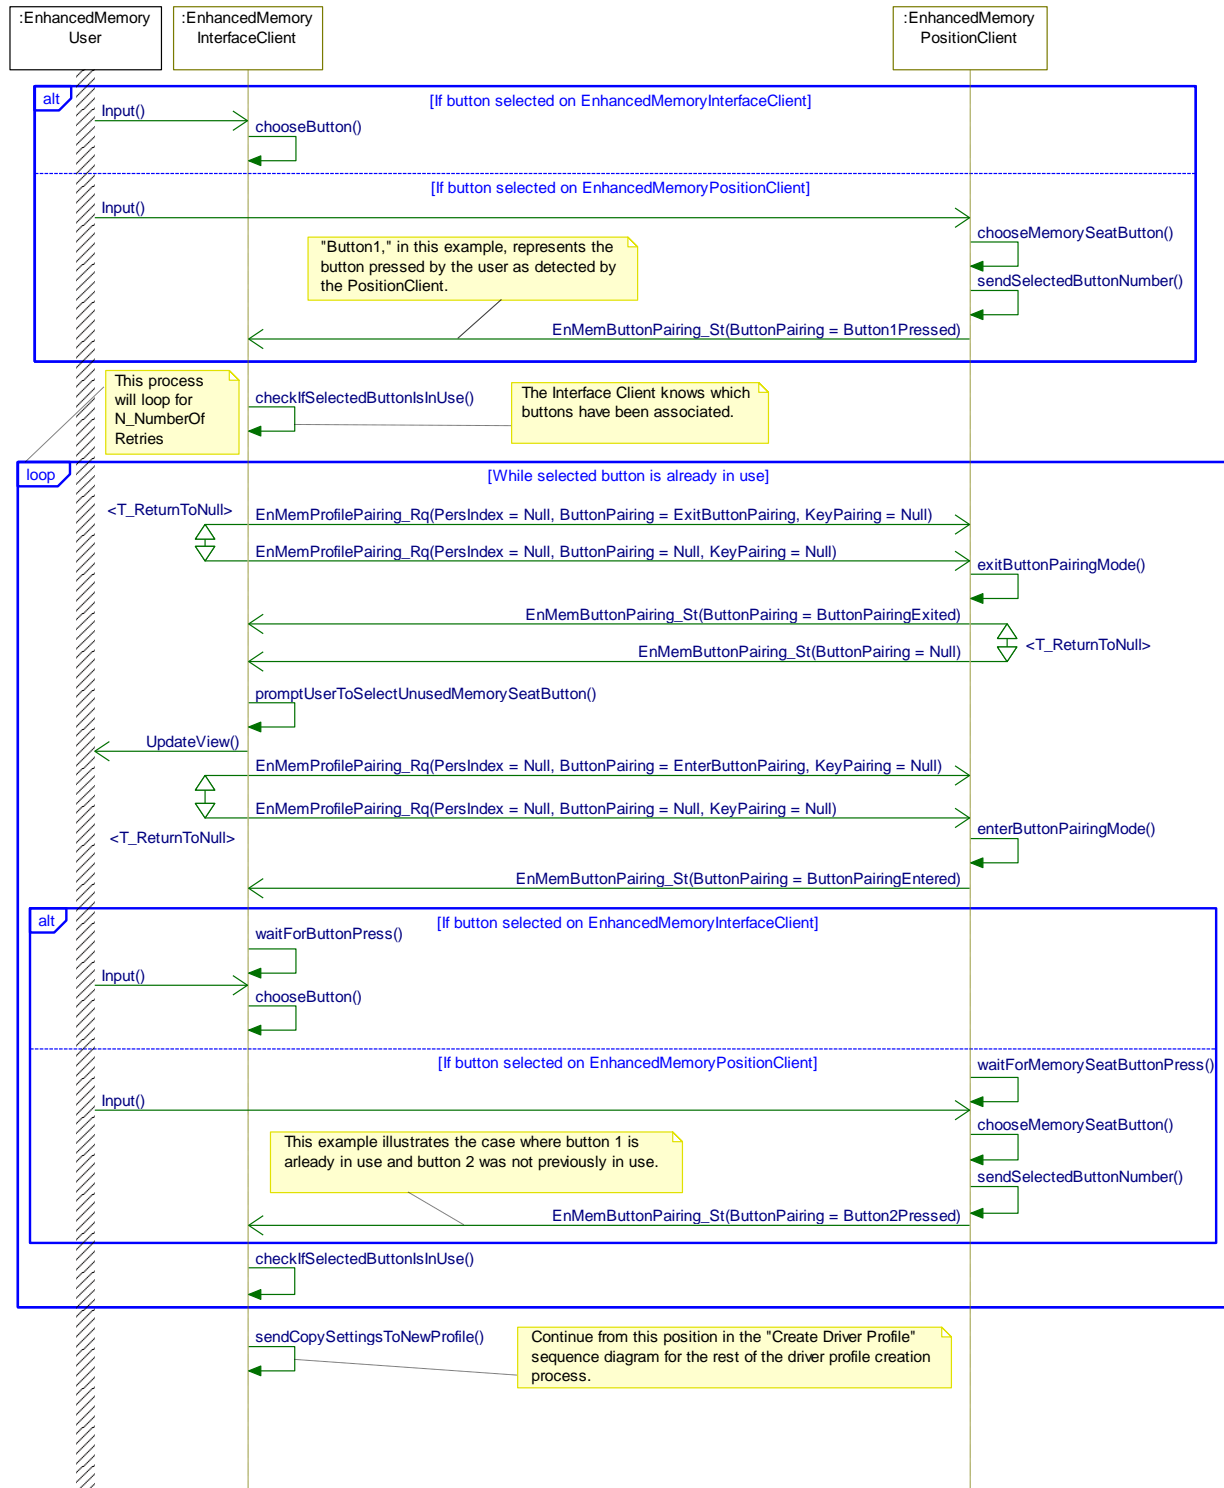 :EnhancedMemory
User
:EnhancedMemory
InterfaceClient
:EnhancedMemory
PositionClient
alt
[If button selected on EnhancedMemoryInterfaceClient]
Input()
chooseButton()
[If button selected on EnhancedMemoryPositionClient]
Input()
chooseMemorySeatButton()
"Button1," in this example, represents the
button pressed by the user as detected by
the PositionClient.
sendSelectedButtonNumber()
EnMemButtonPairing_St(ButtonPairing = Button1Pressed)
This process
will loop for
N_NumberOf
Retries
checkIfSelectedButtonIsInUse()
The Interface Client knows which
buttons have been associated.
loop
[While selected button is already in use]
<T_ReturnToNull>
EnMemProfilePairing_Rq(PersIndex = Null, ButtonPairing = ExitButtonPairing, KeyPairing = Null)
EnMemProfilePairing_Rq(PersIndex = Null, ButtonPairing = Null, KeyPairing = Null)
exitButtonPairingMode()
EnMemButtonPairing_St(ButtonPairing = ButtonPairingExited)
<T_ReturnToNull>
EnMemButtonPairing_St(ButtonPairing = Null)
promptUserToSelectUnusedMemorySeatButton()
UpdateView()
EnMemProfilePairing_Rq(PersIndex = Null, ButtonPairing = EnterButtonPairing, KeyPairing = Null)
EnMemProfilePairing_Rq(PersIndex = Null, ButtonPairing = Null, KeyPairing = Null)
<T_ReturnToNull>
enterButtonPairingMode()
EnMemButtonPairing_St(ButtonPairing = ButtonPairingEntered)
alt
[If button selected on EnhancedMemoryInterfaceClient]
waitForButtonPress()
Input()
chooseButton()
[If button selected on EnhancedMemoryPositionClient]
waitForMemorySeatButtonPress()
Input()
chooseMemorySeatButton()
This example illustrates the case where button 1 is
arleady in use and button 2 was not previously in use.
sendSelectedButtonNumber()
EnMemButtonPairing_St(ButtonPairing = Button2Pressed)
checkIfSelectedButtonIsInUse()
sendCopySettingsToNewProfile()
Continue from this position in the "Create Driver Profile"
sequence diagram for the rest of the driver profile creation
process.